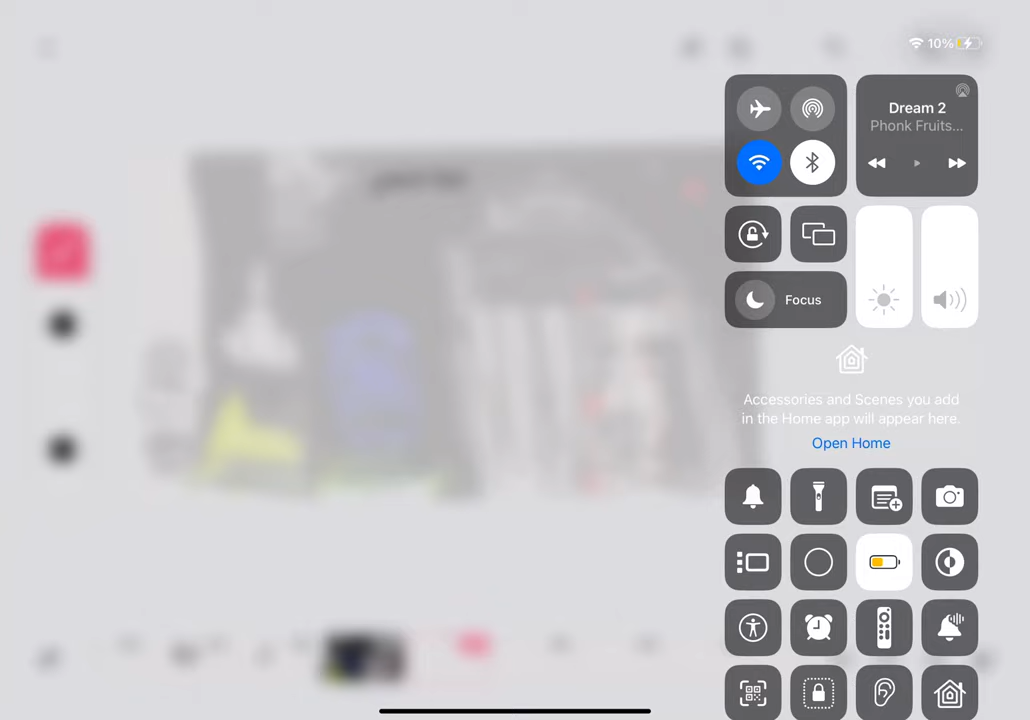 10%
Dream 2
Phonk Fruits...
Focus
Accessories and Scenes you add
in the Home app will appear here.
Open Home